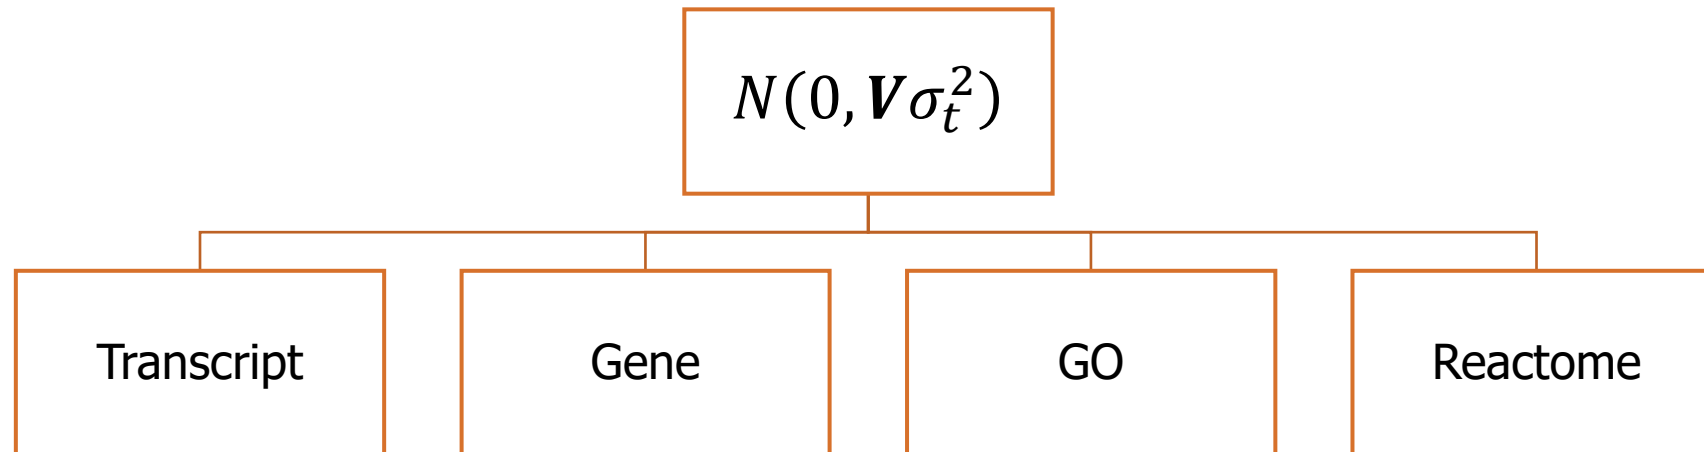 N(0, Vσ_t^2)
Transcript
Gene
GO
Reactome